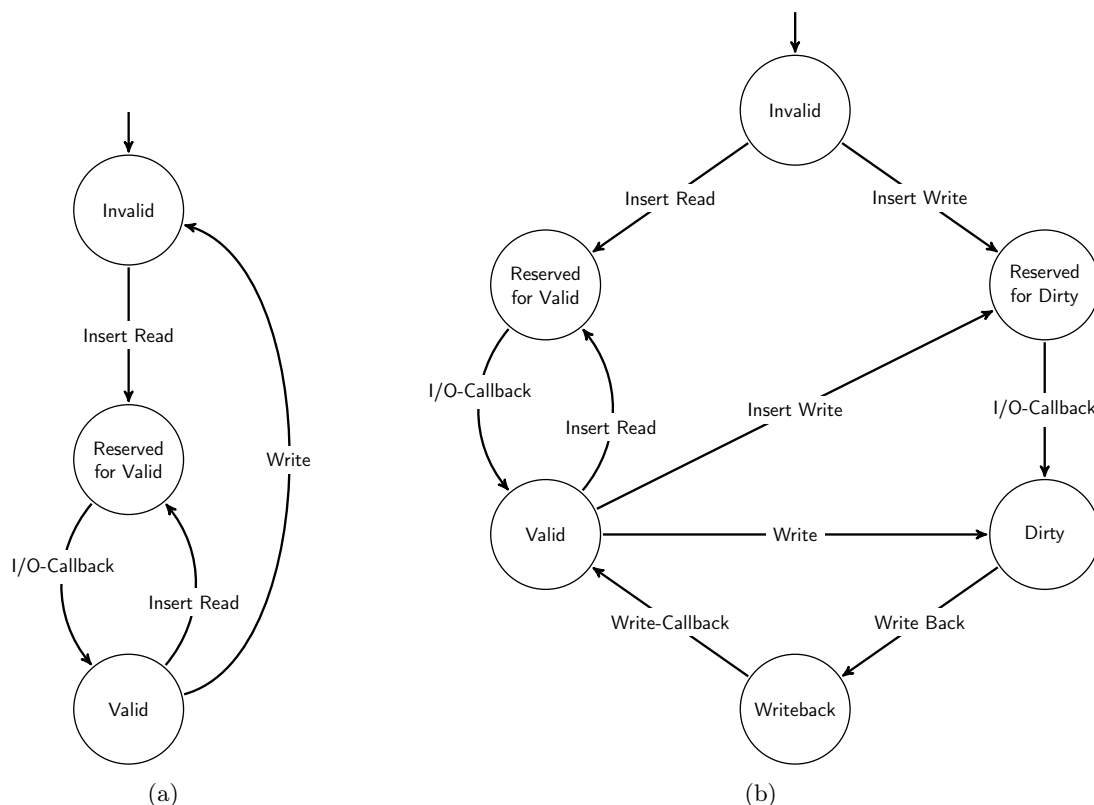 Invalid
Insert Read
Reserved
for Valid
I/O-Callback
Insert Read
Write
Valid
(a)
Invalid
Insert Read
Insert Write
Reserved
for Valid
Reserved
for Dirty
I/O-Callback
Insert Read
Insert Write
I/O-Callback
Valid
Write
Dirty
Write-Callback
Write Back
Writeback
(b)